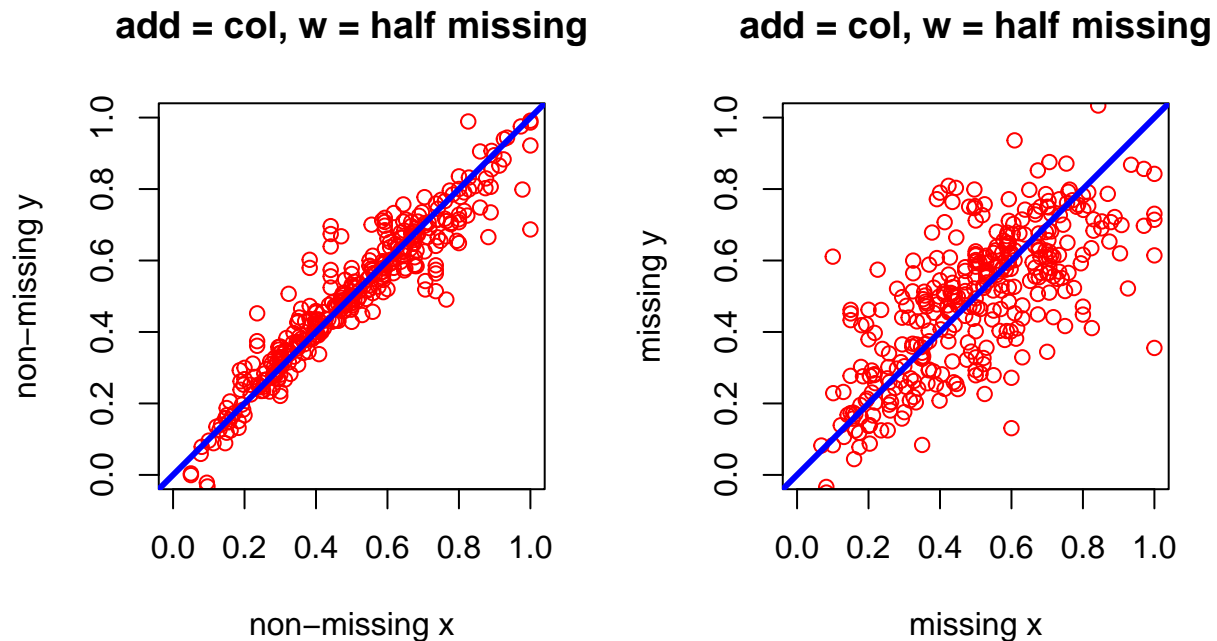 add = col, w = half missing
non−missing y
1.0
0.8
0.6
0.4
0.2
0.0
0.0 0.2 0.4 0.6 0.8 1.0
non−missing x
add = col, w = half missing
missing y
1.0
0.8
0.6
0.4
0.2
0.0
0.0 0.2 0.4 0.6 0.8 1.0
missing x